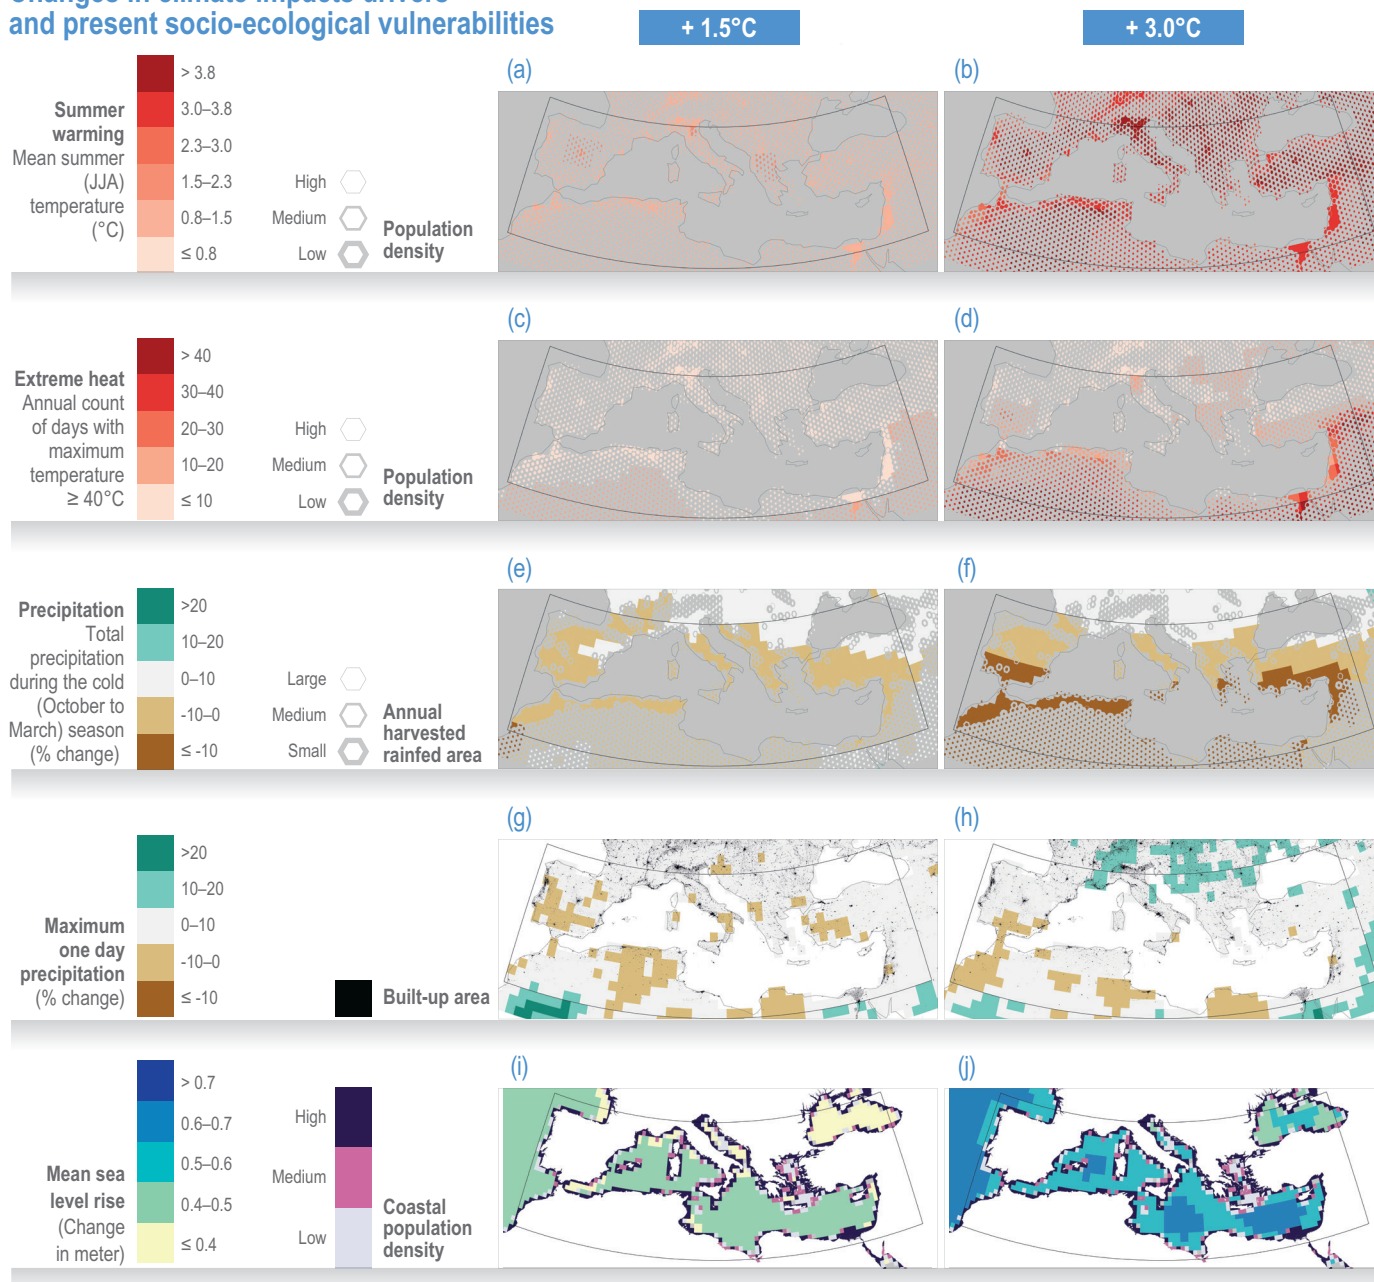 Changes in climate impacts drivers
and present socio-ecological vulnerabilities
+ 1.5°C
+ 3.0°C
(a)
(b)
Summer
warming
Mean summer
(JJA)
temperature
(°C)
> 3.8
3.0–3.8
2.3–3.0
1.5–2.3
0.8–1.5
≤ 0.8
High
Medium
Low
Population
density
(c)
(d)
Extreme heat
Annual count
of days with
maximum
temperature
≥ 40°C
> 40
30–40
20–30
10–20
≤ 10
High
Medium
Low
Population
density
(e)
(f)
Precipitation
Total
precipitation
during the cold
(October to
March) season
(% change)
>20
10–20
0–10
-10–0
≤ -10
Large
Medium
Small
Annual
harvested
rainfed area
(g)
(h)
Maximum
one day
precipitation
(% change)
>20
10–20
0–10
-10–0
≤ -10
Built-up area
(i)
(j)
Mean sea
level rise
(Change
in meter)
> 0.7
0.6–0.7
0.5–0.6
0.4–0.5
≤ 0.4
High
Medium
Low
Coastal
population
density